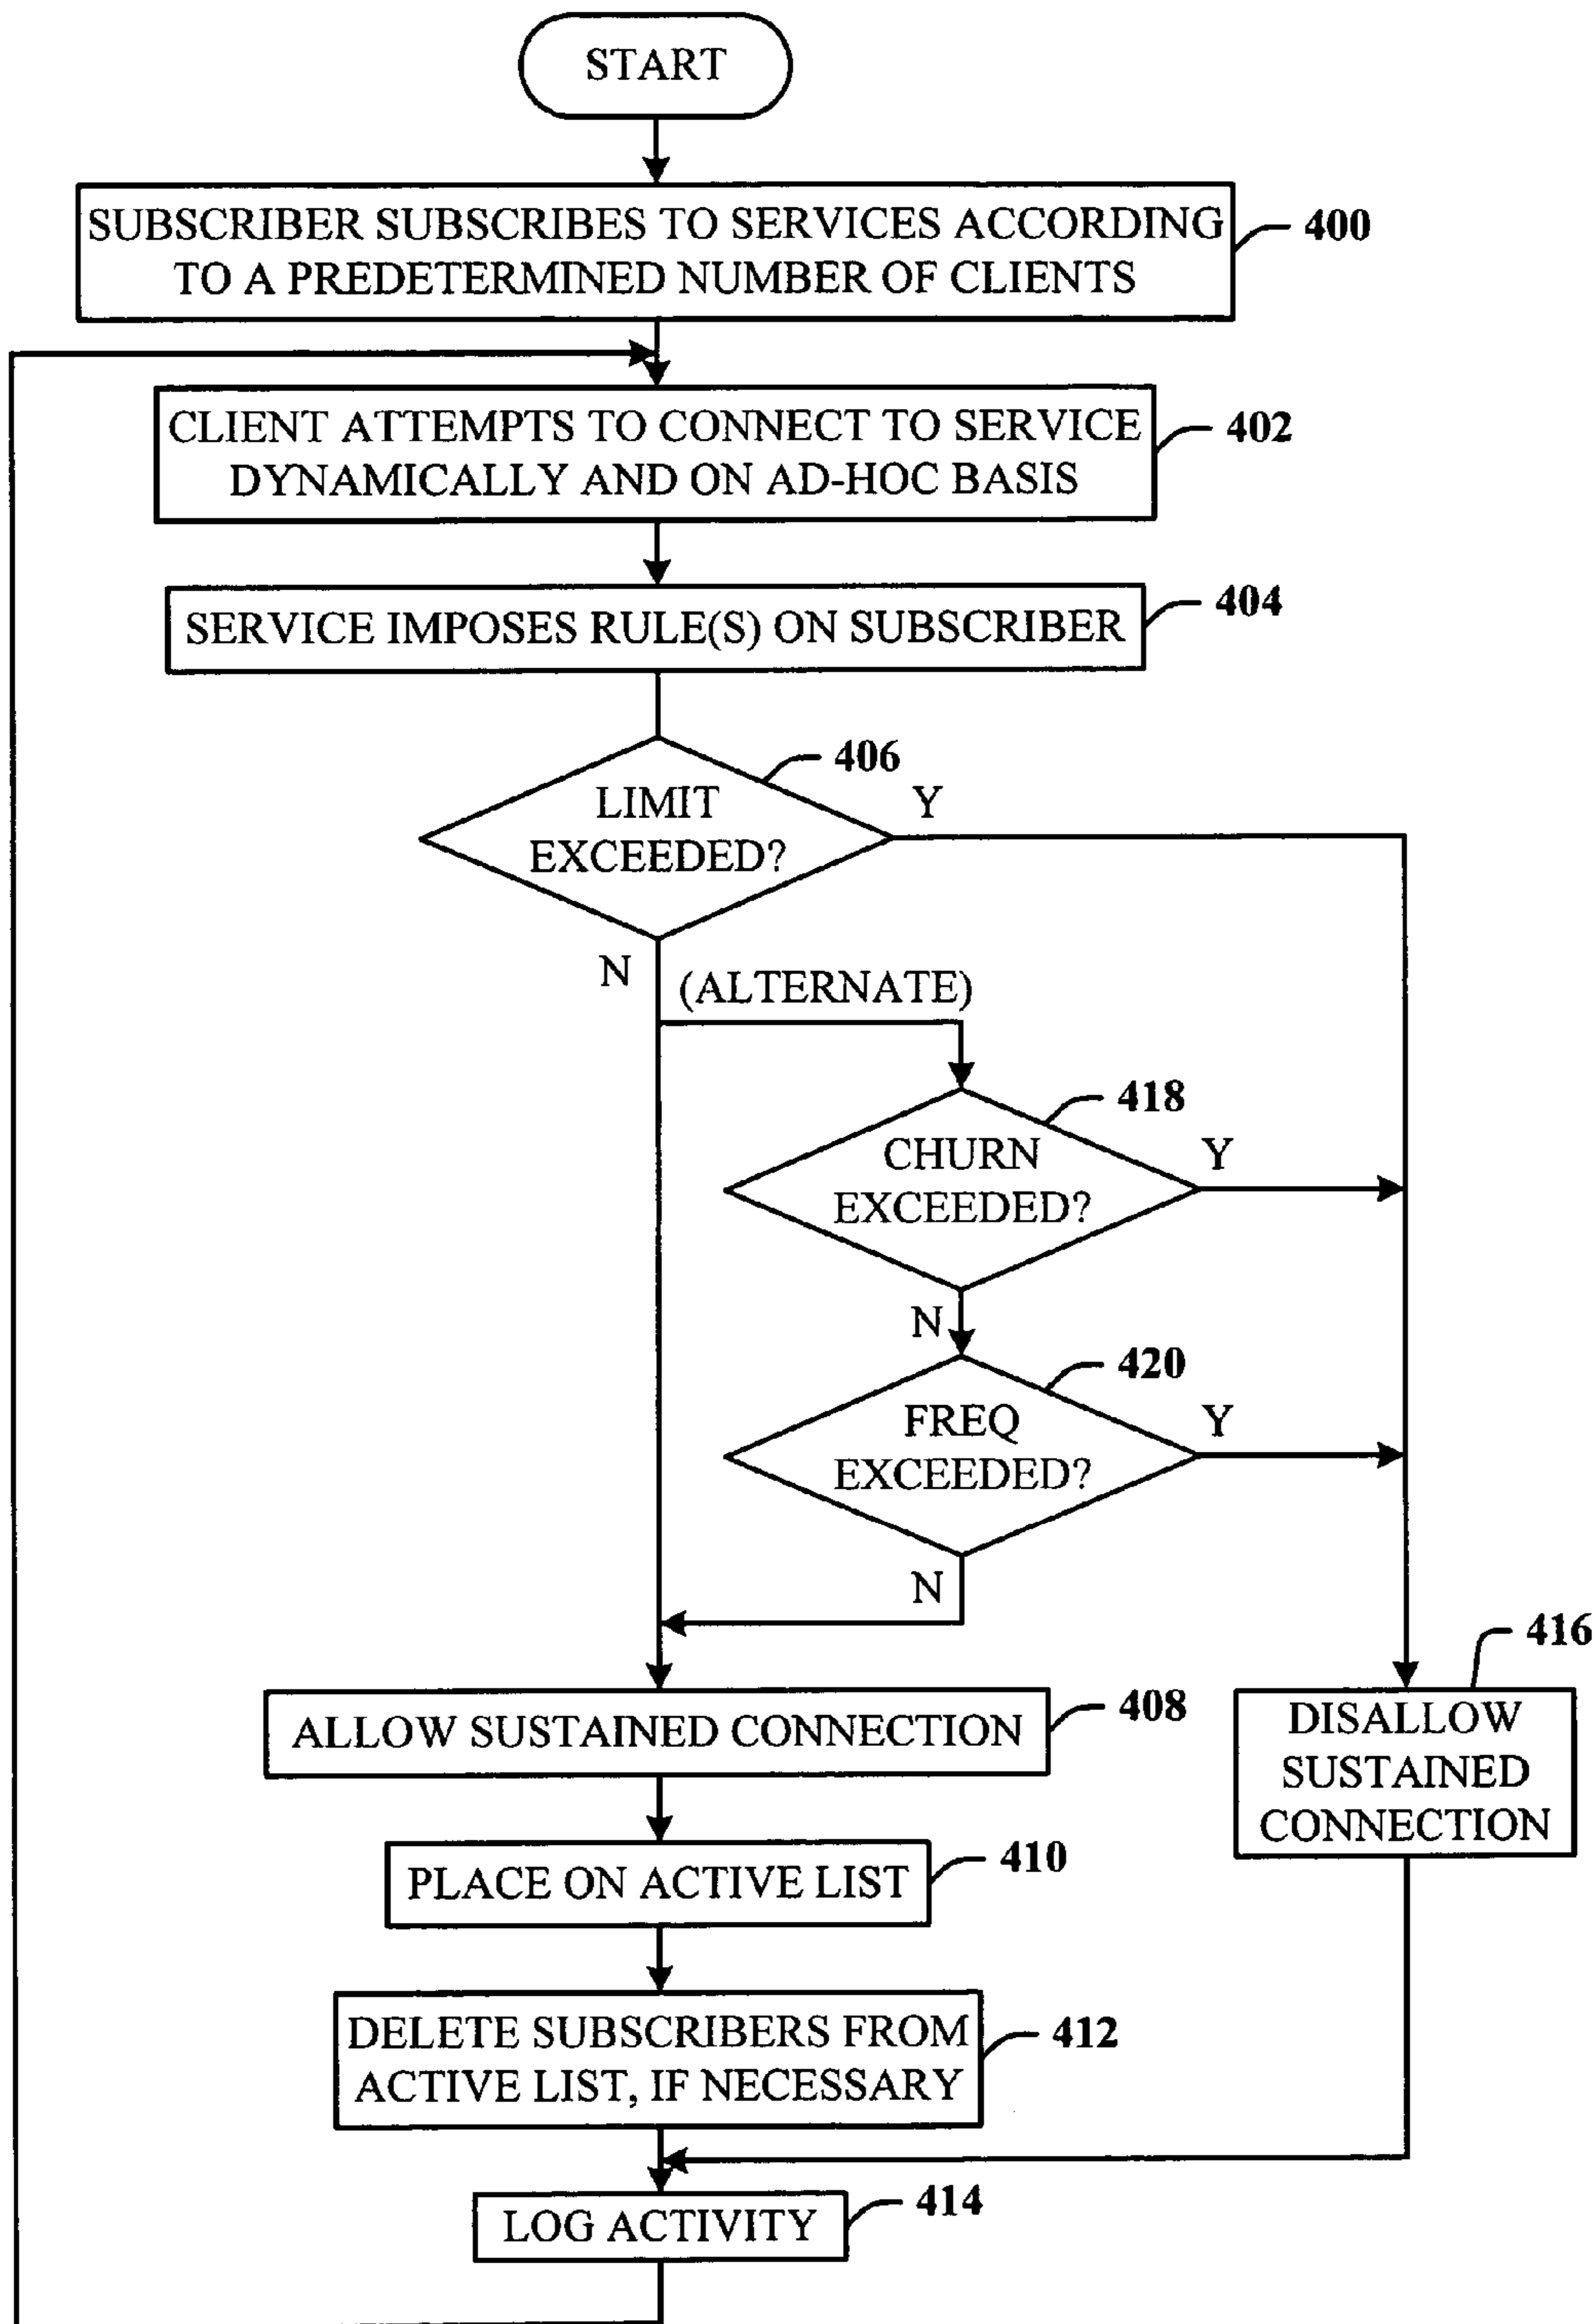 START
SUBSCRIBER SUBSCRIBES TO SERVICES ACCORDING
TO A PREDETERMINED NUMBER OF CLIENTS
400
CLIENT ATTEMPTS TO CONNECT TO SERVICE
DYNAMICALLY AND ON AD-HOC BASIS
402
SERVICE IMPOSES RULE(S) ON SUBSCRIBER
404
406
LIMIT
EXCEEDED?
Y
N
(ALTERNATE)
418
CHURN
EXCEEDED?
Y
N
420
FREQ
EXCEEDED?
Y
N
ALLOW SUSTAINED CONNECTION
408
416
DISALLOW
SUSTAINED
CONNECTION
PLACE ON ACTIVE LIST
410
DELETE SUBSCRIBERS FROM
ACTIVE LIST, IF NECESSARY
412
LOG ACTIVITY
414